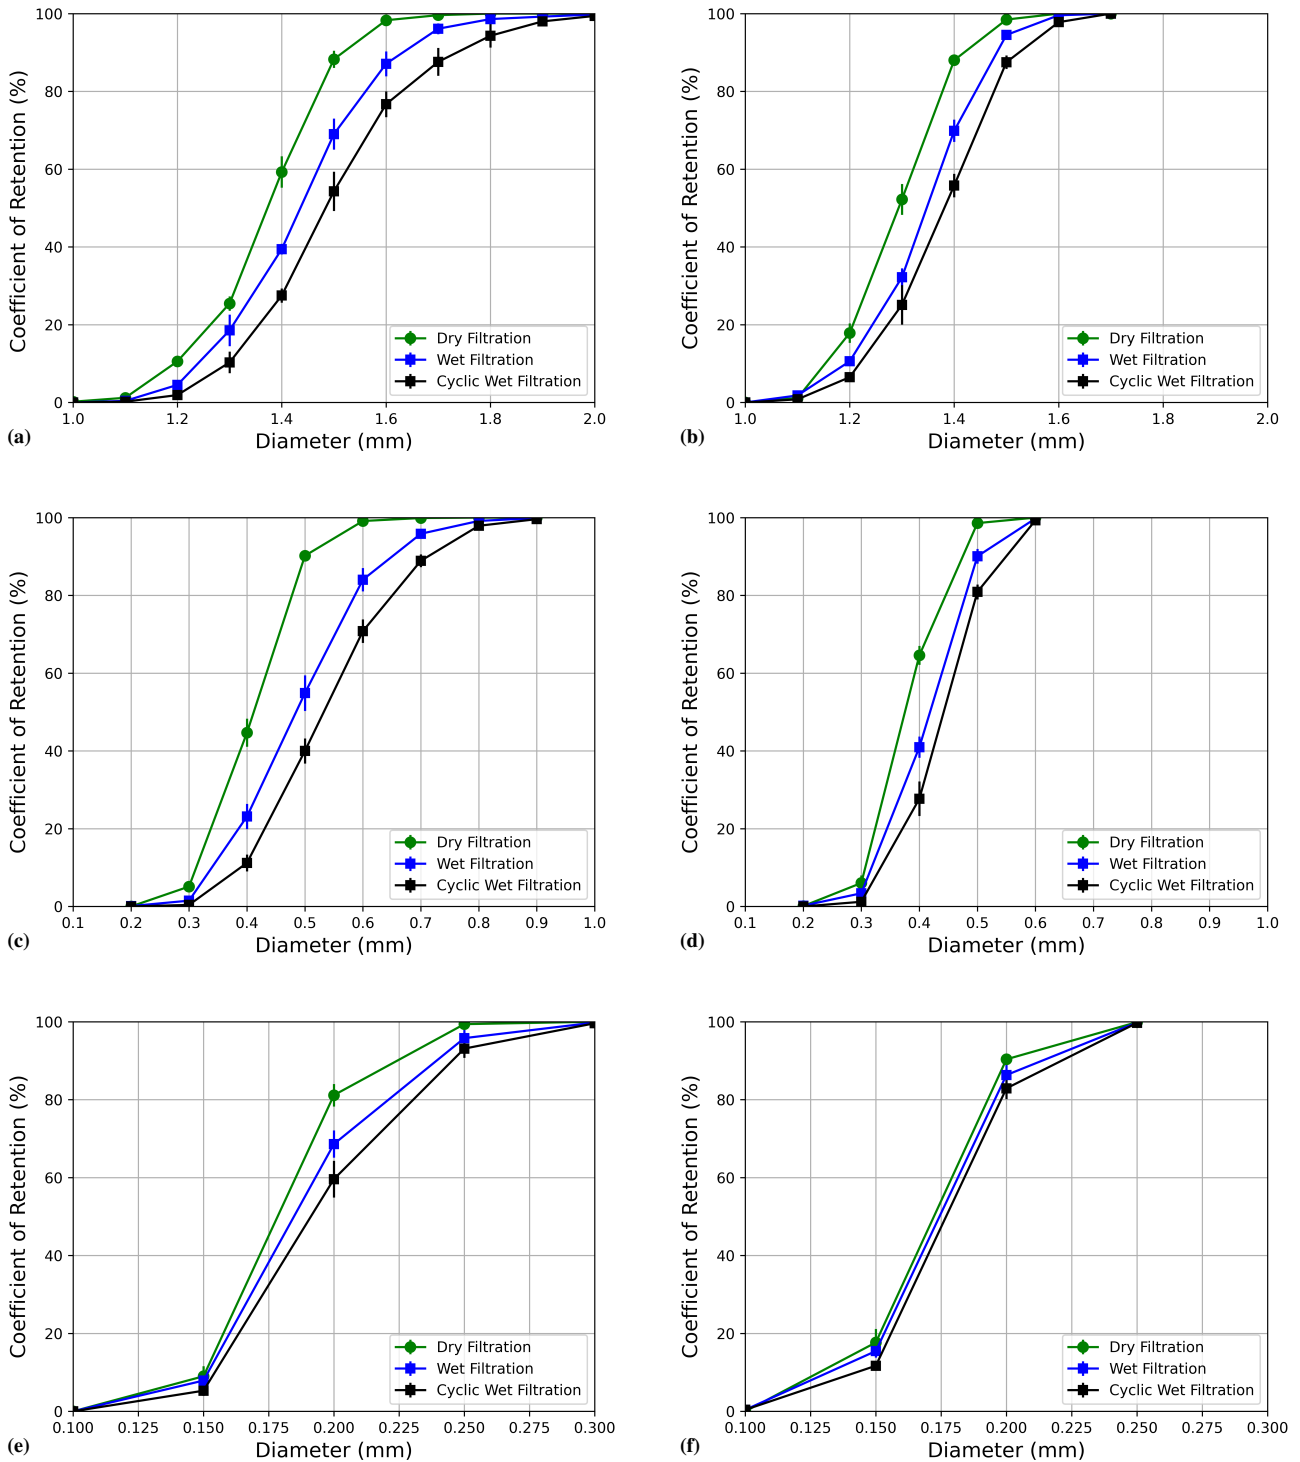 100
80
60
40
20
0
Coefficient of Retention (%)
Dry Filtration
Wet Filtration
Cyclic Wet Filtration
1.0 1.2 1.4 1.6 1.8 2.0
Diameter (mm)
(a)
100
80
60
40
20
0
Coefficient of Retention (%)
Dry Filtration
Wet Filtration
Cyclic Wet Filtration
1.0 1.2 1.4 1.6 1.8 2.0
Diameter (mm)
(b)
100
80
60
40
20
0
Coefficient of Retention (%)
Dry Filtration
Wet Filtration
Cyclic Wet Filtration
0.1 0.2 0.3 0.4 0.5 0.6 0.7 0.8 0.9 1.0
Diameter (mm)
(c)
100
80
60
40
20
0
Coefficient of Retention (%)
Dry Filtration
Wet Filtration
Cyclic Wet Filtration
0.1 0.2 0.3 0.4 0.5 0.6 0.7 0.8 0.9 1.0
Diameter (mm)
(d)
100
80
60
40
20
0
Coefficient of Retention (%)
Dry Filtration
Wet Filtration
Cyclic Wet Filtration
0.100 0.125 0.150 0.175 0.200 0.225 0.250 0.275 0.300
Diameter (mm)
(e)
100
80
60
40
20
0
Coefficient of Retention (%)
Dry Filtration
Wet Filtration
Cyclic Wet Filtration
0.100 0.125 0.150 0.175 0.200 0.225 0.250 0.275 0.300
Diameter (mm)
(f)